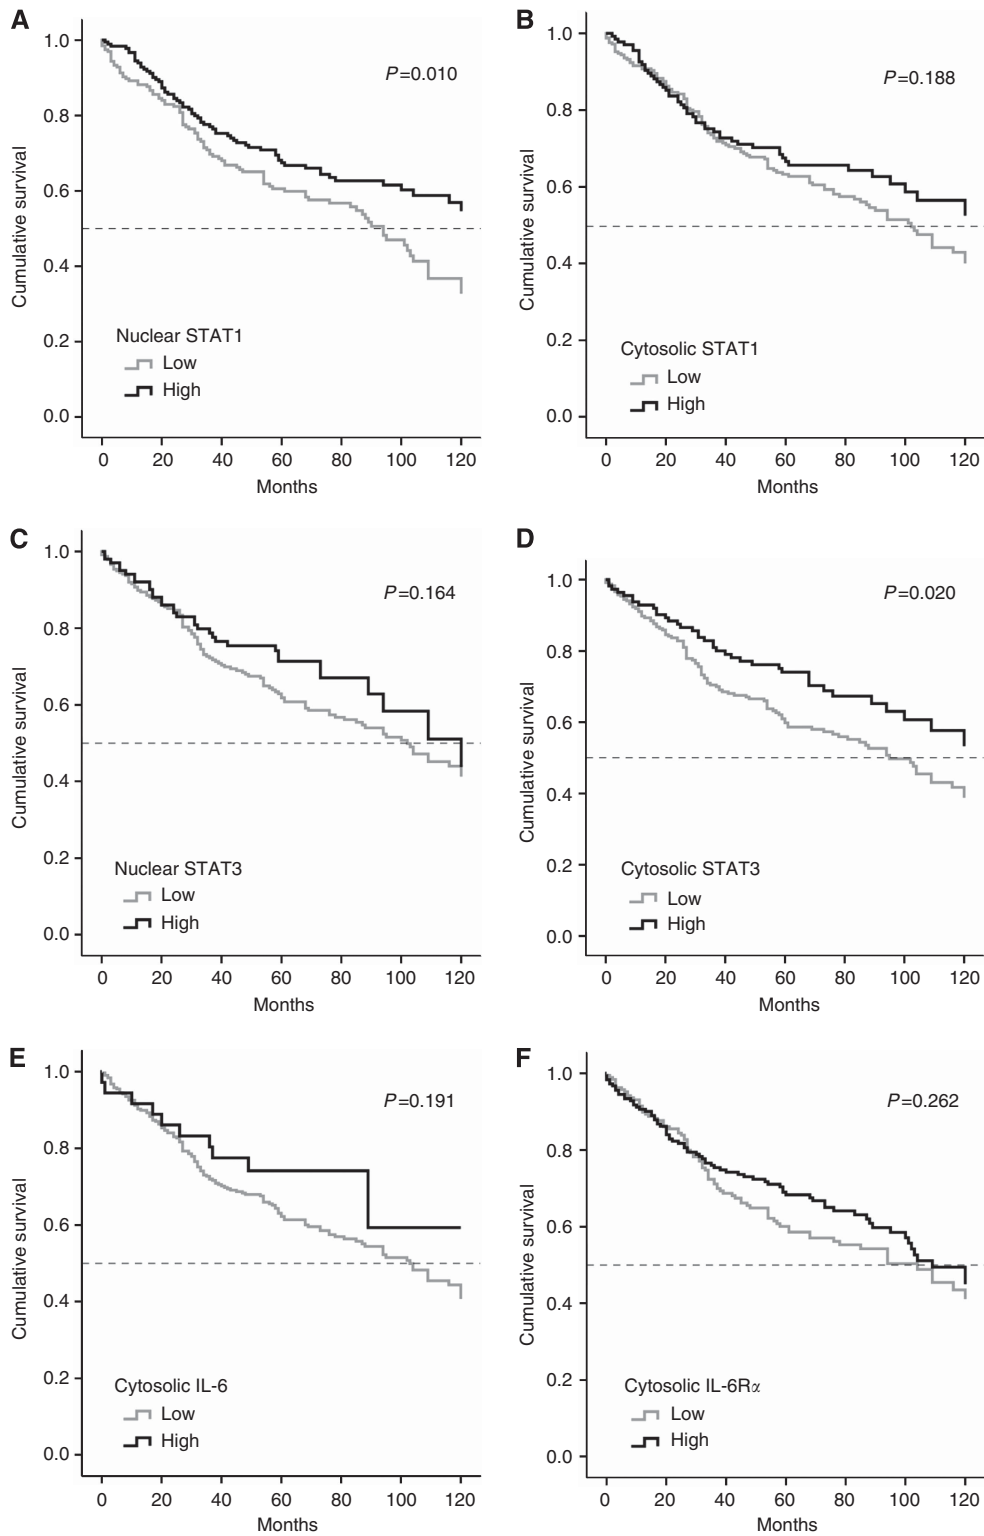 A
Cumulative survival
1.0
0.8
0.6
0.4
0.2
0.0
P=0.010
Nuclear STAT1
Low
High
0 20 40 60 80 100 120
Months
B
Cumulative survival
1.0
0.8
0.6
0.4
0.2
0.0
P=0.188
Cytosolic STAT1
Low
High
0 20 40 60 80 100 120
Months
C
Cumulative survival
1.0
0.8
0.6
0.4
0.2
0.0
P=0.164
Nuclear STAT3
Low
High
0 20 40 60 80 100 120
Months
D
Cumulative survival
1.0
0.8
0.6
0.4
0.2
0.0
P=0.020
Cytosolic STAT3
Low
High
0 20 40 60 80 100 120
Months
E
Cumulative survival
1.0
0.8
0.6
0.4
0.2
0.0
P=0.191
Cytosolic IL-6
Low
High
0 20 40 60 80 100 120
Months
F
Cumulative survival
1.0
0.8
0.6
0.4
0.2
0.0
P=0.262
Cytosolic IL-6Rα
Low
High
0 20 40 60 80 100 120
Months